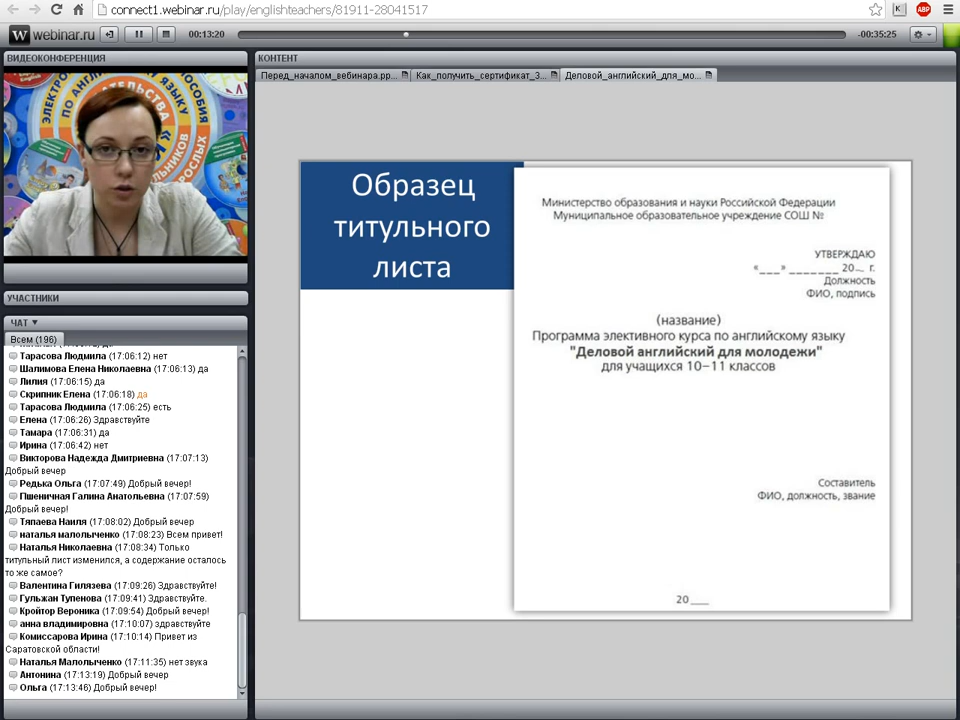 connect1.webinar.ru/play/englishteachers/81911-28041517
webinar.ru
00:13:20
-00:35:25
ВИДЕОКОНФЕРЕНЦИЯ
ЭЛЕКТРО
ПОСОБИЯ
ПО АН
ЯЗЫКУ
ДАТЕЛЬСТВА
ЬНИКОВ
ВЗРОСЛЫХ
УЧАСТНИКИ
ЧАТ ▼
Всем (196)
Тарасова Людмила (17:06:12) нет
Шалимова Елена Николаевна (17:06:13) да
Лилия (17:06:15) да
Скрипник Елена (17:06:18) да
Тарасова Людмила (17:06:25) есть
Елена (17:06:26) Здравствуйте
Тамара (17:06:31) да
Ирина (17:06:42) нет
Викторова Надежда Дмитриевна (17:07:13)
Добрый вечер
Редька Ольга (17:07:49) Добрый вечер!
Пшеничная Галина Анатольевна (17:07:59)
Добрый вечер!
Тяпаева Наиля (17:08:02) Добрый вечер
наталья малолыченко (17:08:23) Всем привет!
Наталья Николаевна (17:08:34) Только
титульный лист изменился, а содержание осталось
то же самое?
Валентина Гилязева (17:09:26) Здравствуйте!
Гульжан Тупенова (17:09:41) Здравствуйте.
Кройтор Вероника (17:09:54) Добрый вечер!
анна владимировна (17:10:07) здравствуйте
Комиссарова Ирина (17:10:14) Привет из
Саратовской области!
Наталья Малолыченко (17:11:35) нет звука
Антонина (17:13:19) Добрый вечер
Ольга (17:13:46) Добрый вечер!
КОНТЕНТ
Перед_началом_вебинара.pp...
Как_получить_сертификат_3...
Деловой_английский_для_мо...
Образец
титульного
листа
Министерство образования и науки Российской Федерации
Муниципальное образовательное учреждение СОШ №
УТВЕРЖДАЮ
«___» _______ 20__ г.
Должность
ФИО, подпись
(название)
Программа элективного курса по английскому языку
"Деловой английский для молодежи"
для учащихся 10–11 классов
Составитель
ФИО, должность, звание
20 ___